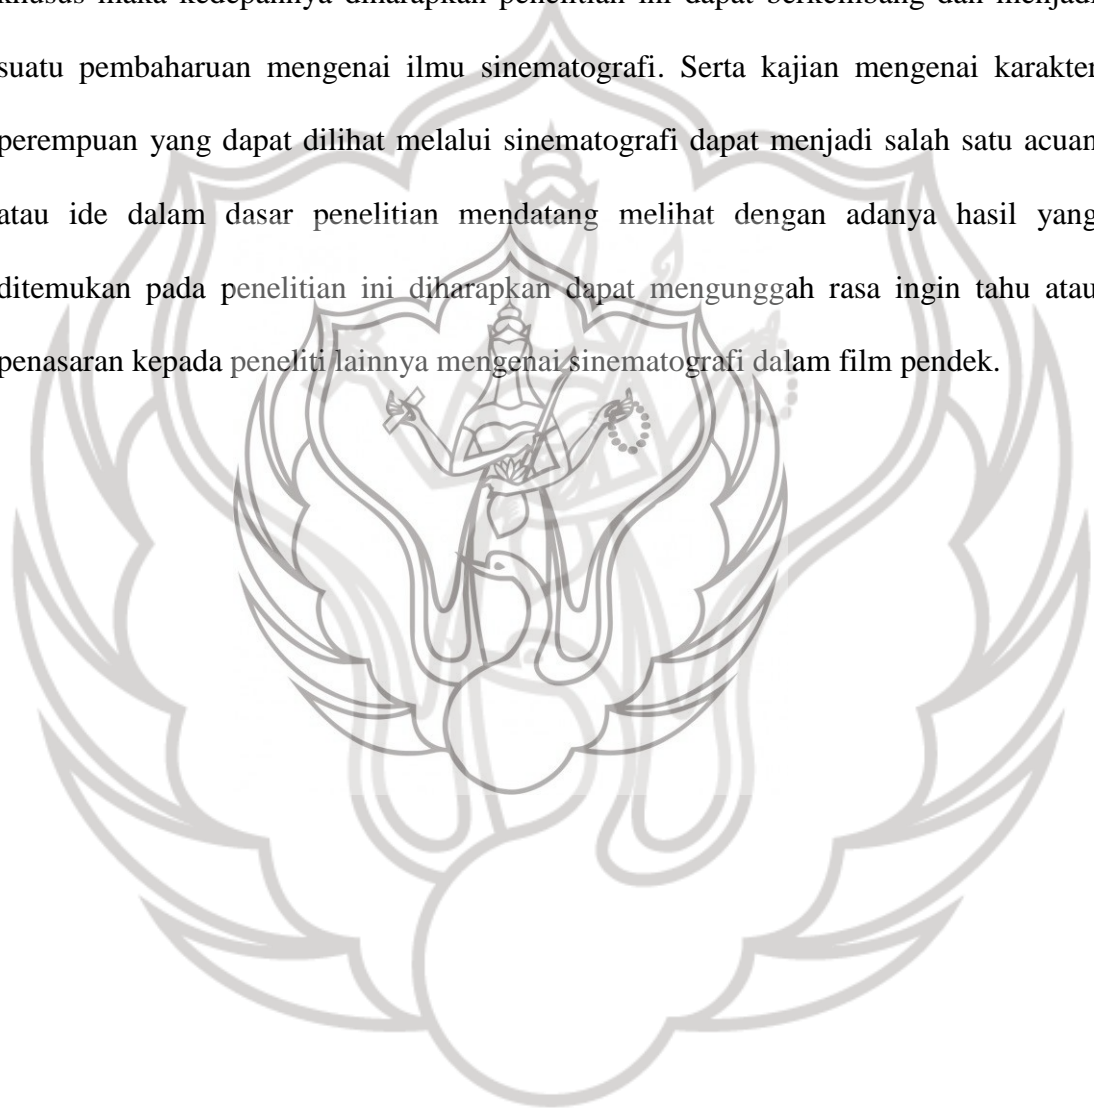 khusus maka kedepannya diharapkan penelitian ini dapat berkembang dan menjadi
suatu pembaharuan mengenai ilmu sinematografi. Serta kajian mengenai karakter
perempuan yang dapat dilihat melalui sinematografi dapat menjadi salah satu acuan
atau ide dalam dasar penelitian mendatang melihat dengan adanya hasil yang
ditemukan pada penelitian ini diharapkan dapat mengunggah rasa ingin tahu atau
penasaran kepada peneliti lainnya mengenai sinematografi dalam film pendek.